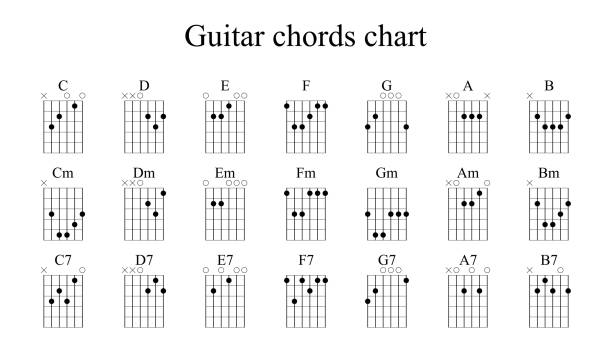 Guitar chords chart
C D E F G A B
Cm Dm Em Fm Gm Am Bm
C7 D7 E7 F7 G7 A7 B7